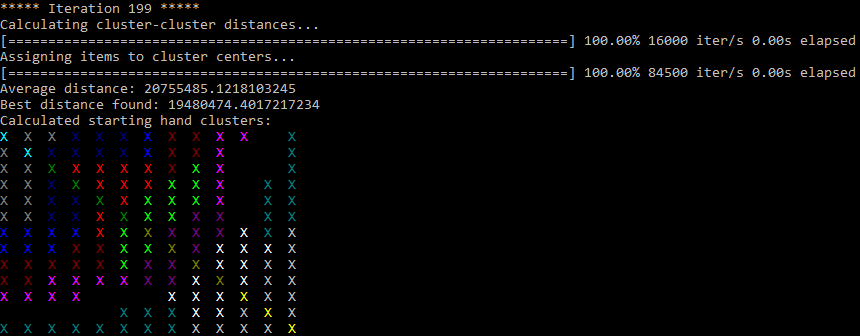 ***** Iteration 199 *****
Calculating cluster-cluster distances...
[======================================================================] 100.00% 16000 iter/s 0.00s elapsed
Assigning items to cluster centers...
[======================================================================] 100.00% 84500 iter/s 0.00s elapsed
Average distance: 20755485.1218103245
Best distance found: 19480474.4017217234
Calculated starting hand clusters:
X  X  X  X  X  X  X  X  X  X  X     X
X  X  X  X  X  X  X  X  X  X        X
X  X  X  X  X  X  X  X  X  X        X
X  X  X  X  X  X  X  X  X  X     X  X
X  X  X  X  X  X  X  X  X  X     X  X
X  X  X  X  X  X  X  X  X  X     X  X
X  X  X  X  X  X  X  X  X  X  X  X  X
X  X  X  X  X  X  X  X  X  X  X  X  X
X  X  X  X  X  X  X  X  X  X  X  X  X
X  X  X  X  X  X  X  X  X  X  X  X  X
X  X  X  X           X  X  X  X  X  X
               X  X  X  X  X  X  X  X
X  X  X  X  X  X  X  X  X  X  X  X  X